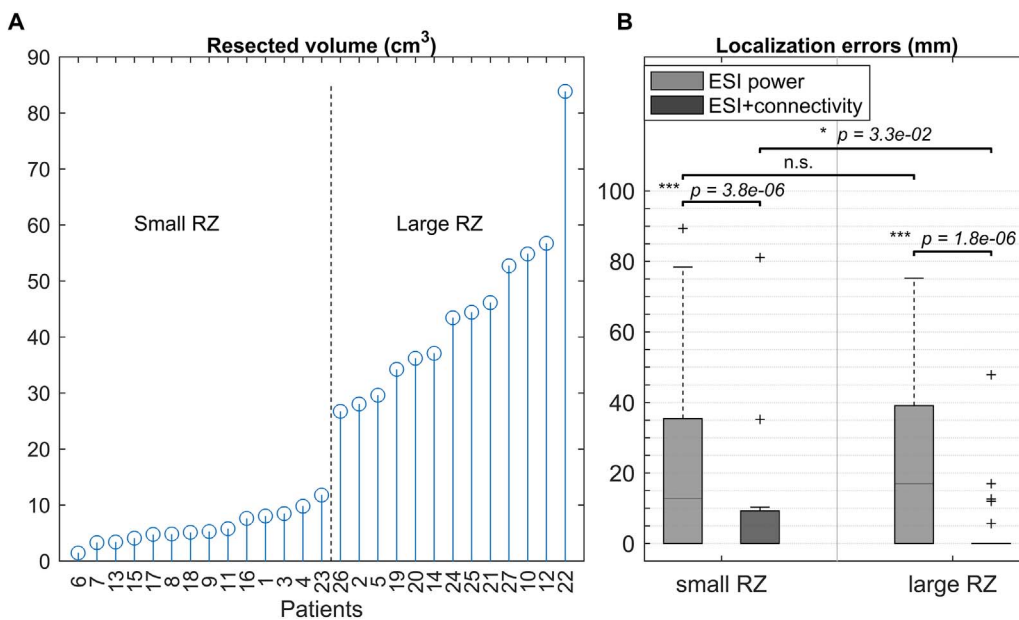 A
Resected volume (cm3)
90
80
70
60
50
40
30
20
10
0
Small RZ
Large RZ
6 7 13 15 17 8 18 9 11 16 1 3 4 23 26 2 5 19 20 14 24 25 21 27 10 12 22
Patients
B
Localization errors (mm)
ESI power
ESI+connectivity
* p = 3.3e-02
n.s.
*** p = 3.8e-06
*** p = 1.8e-06
100
80
60
40
20
0
small RZ
large RZ